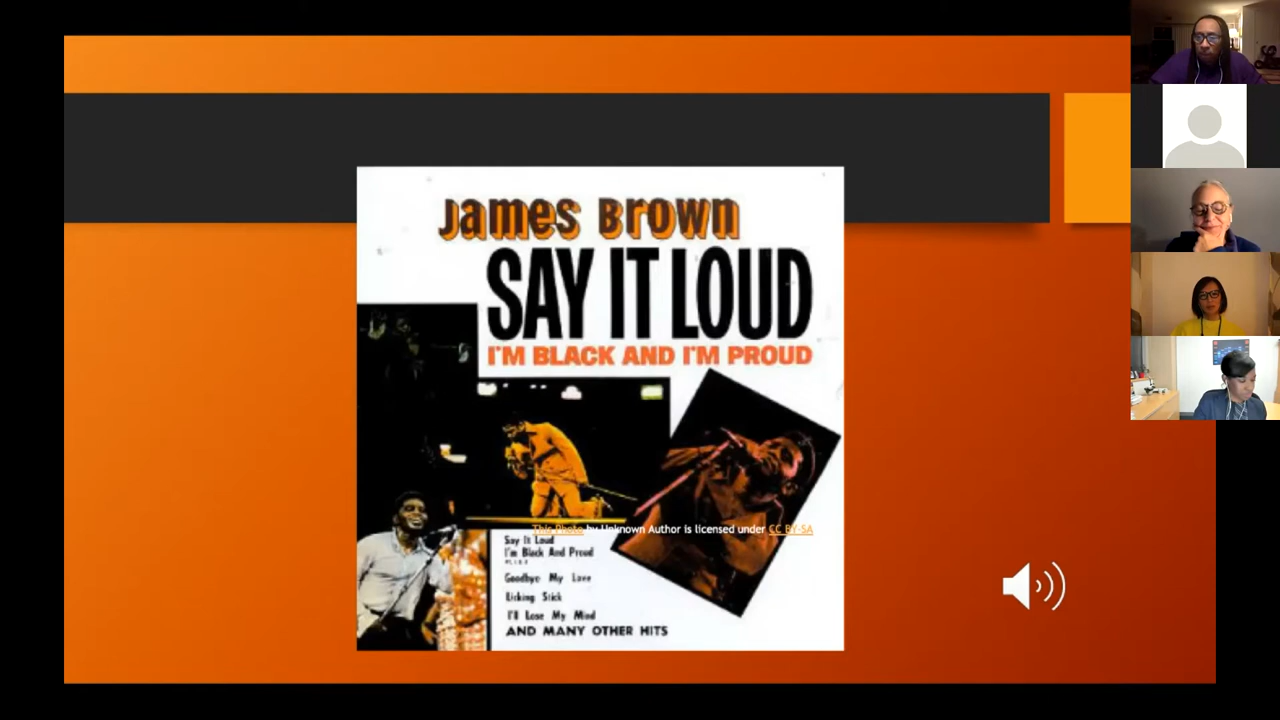 James Brown
SAY IT LOUD
I'M BLACK AND I'M PROUD
This Photo by Unknown Author is licensed under CC BY-SA
Say It Loud
I'm Black And Proud
Goodbye My Love
Licking Stick
I'll Lose My Mind
AND MANY OTHER HITS